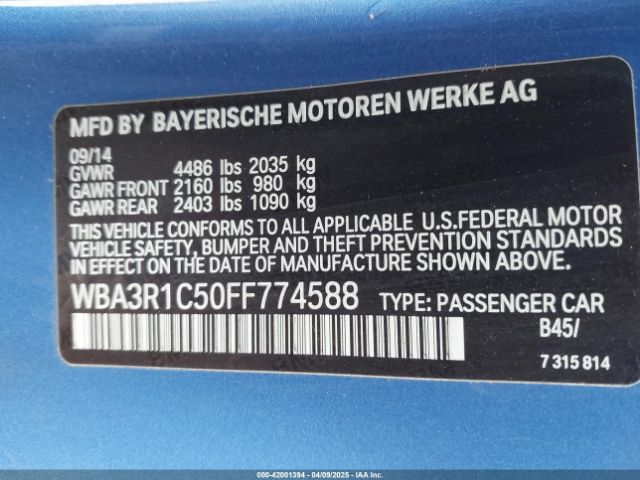 MFD BY BAYERISCHE MOTOREN WERKE AG
09/14
GVWR 4486 lbs 2035 kg
GAWR FRONT 2160 lbs 980 kg
GAWR REAR 2403 lbs 1090 kg
THIS VEHICLE CONFORMS TO ALL APPLICABLE U.S.FEDERAL MOTOR
VEHICLE SAFETY, BUMPER AND THEFT PREVENTION STANDARDS
IN EFFECT ON THE DATE OF MANUFACTURE SHOWN ABOVE.
WBA3R1C50FF774588 TYPE: PASSENGER CAR
B45/
7 315 814
000-42001394 | 04/09/2025 | IAA Inc.